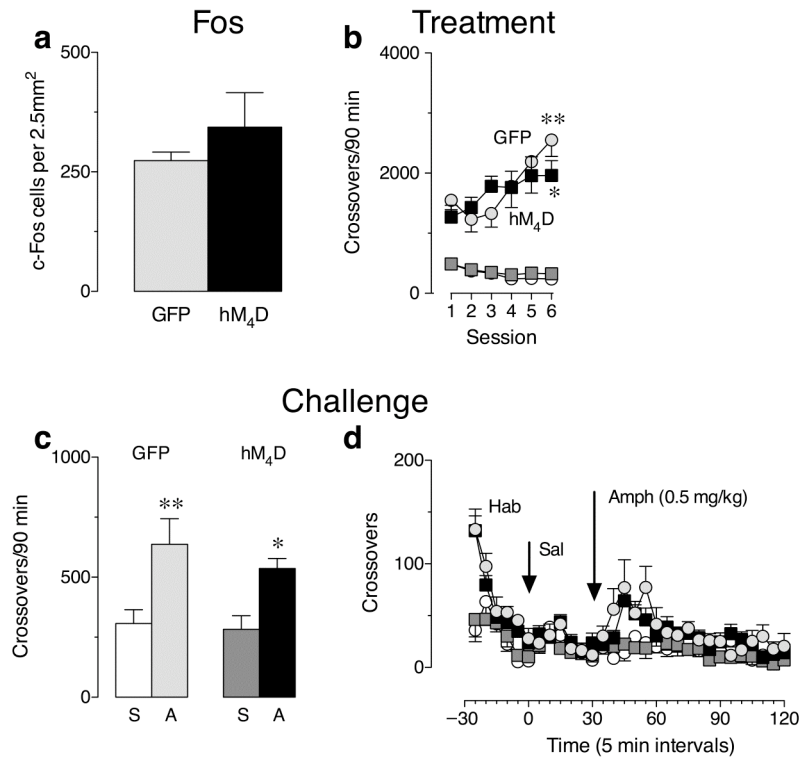 Fos
Treatment
a
b
c-Fos cells per 2.5mm²
500
250
0
GFP hM₄D
Crossovers/90 min
4000
2000
0
GFP
**
*
hM₄D
1 2 3 4 5 6
Session
Challenge
c
d
Crossovers/90 min
1000
500
0
GFP hM₄D
**
*
S A S A
Crossovers
200
100
0
Hab
Sal
Amph (0.5 mg/kg)
−30 0 30 60 90 120
Time (5 min intervals)